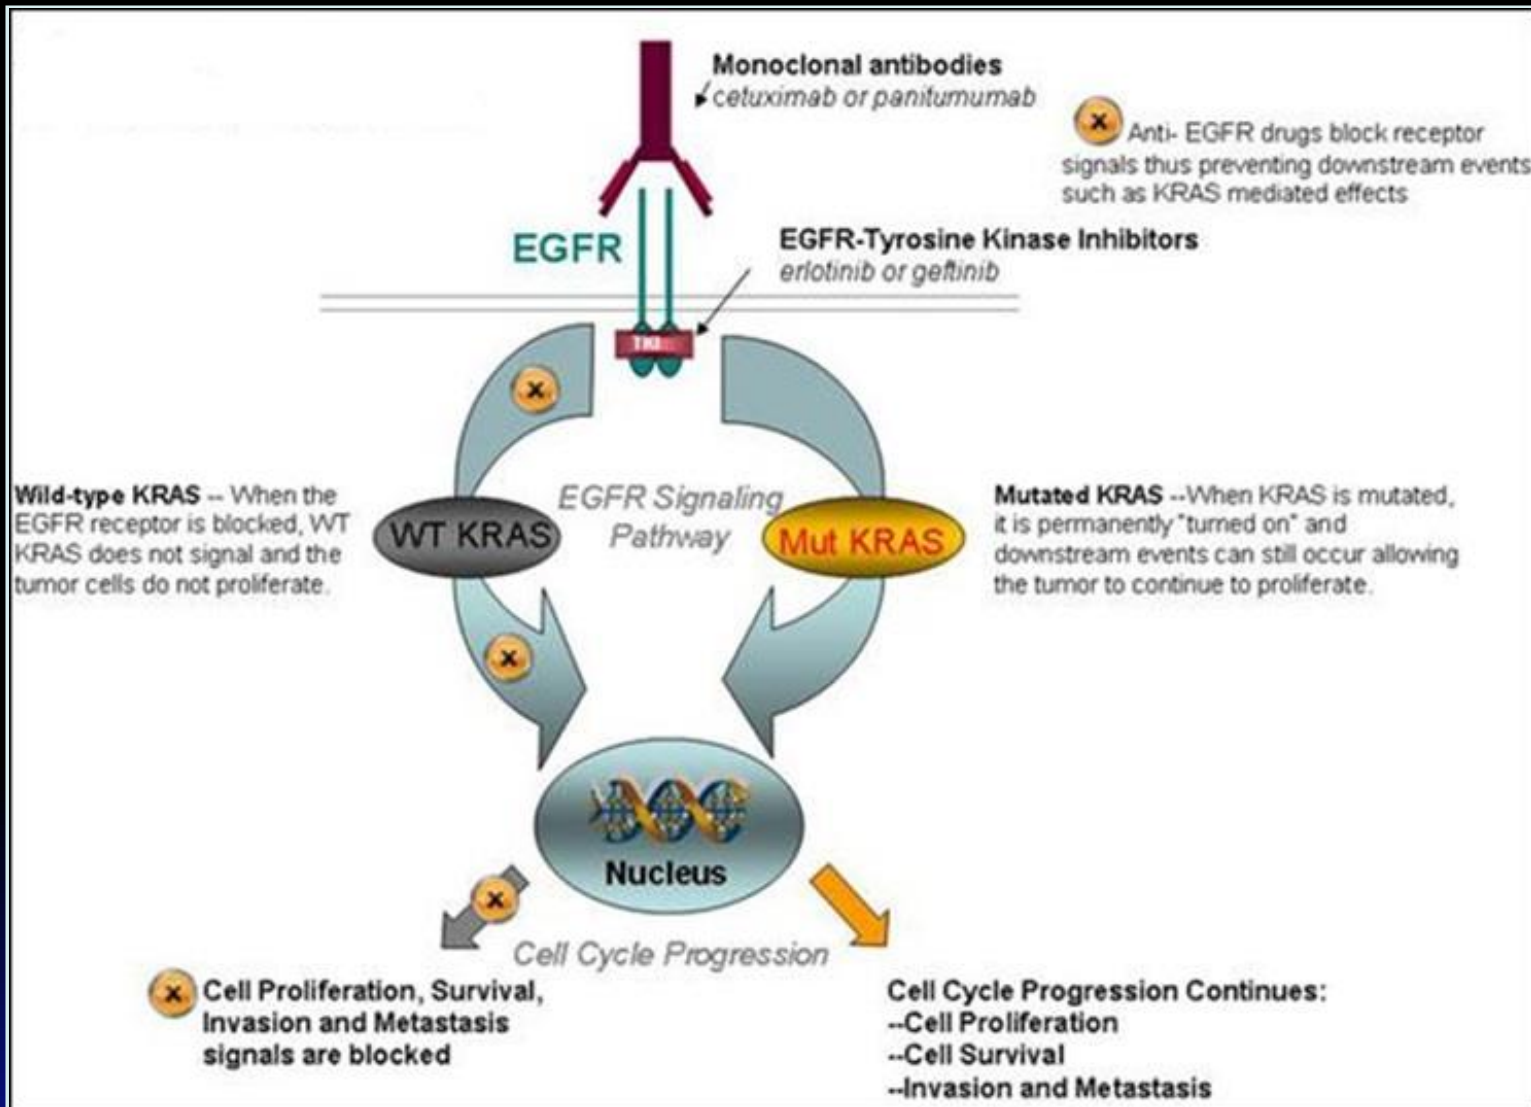 Monoclonal antibodies
cetuximab or panitumumab
x
Anti- EGFR drugs block receptor
signals thus preventing downstream events
such as KRAS mediated effects
EGFR
EGFR-Tyrosine Kinase Inhibitors
erlotinib or geftinib
TKI
x
Wild-type KRAS -- When the
EGFR receptor is blocked, WT
KRAS does not signal and the
tumor cells do not proliferate.
WT KRAS
EGFR Signaling
Pathway
Mut KRAS
Mutated KRAS --When KRAS is mutated,
it is permanently "turned on" and
downstream events can still occur allowing
the tumor to continue to proliferate.
x
Nucleus
x
Cell Cycle Progression
x
Cell Proliferation, Survival,
Invasion and Metastasis
signals are blocked
Cell Cycle Progression Continues:
--Cell Proliferation
--Cell Survival
--Invasion and Metastasis